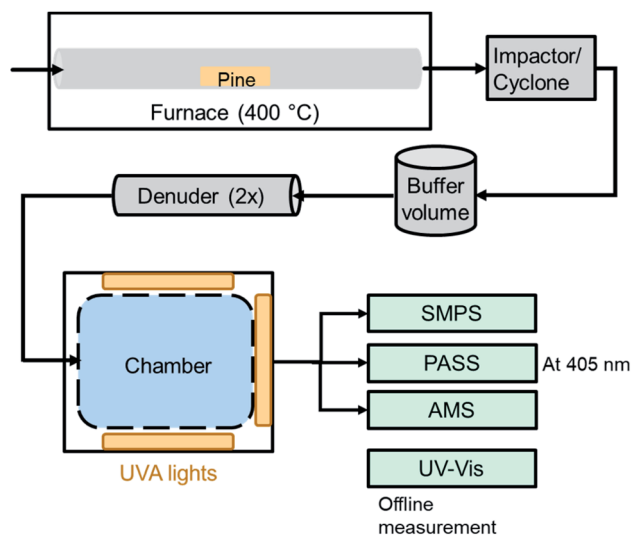 Pine
Furnace (400 °C)
Impactor/
Cyclone
Denuder (2x)
Buffer
volume
Chamber
UVA lights
SMPS
PASS
At 405 nm
AMS
UV-Vis
Offline
measurement